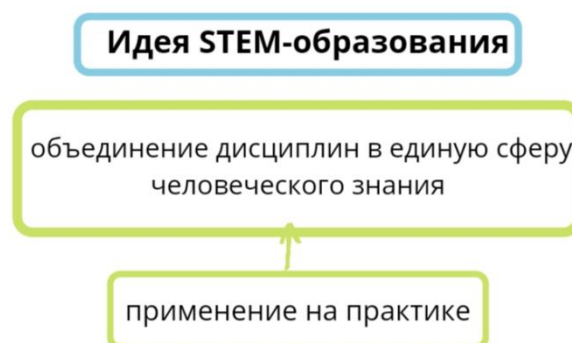 Идея STEM-образования
объединение дисциплин в единую сферу
человеческого знания
применение на практике